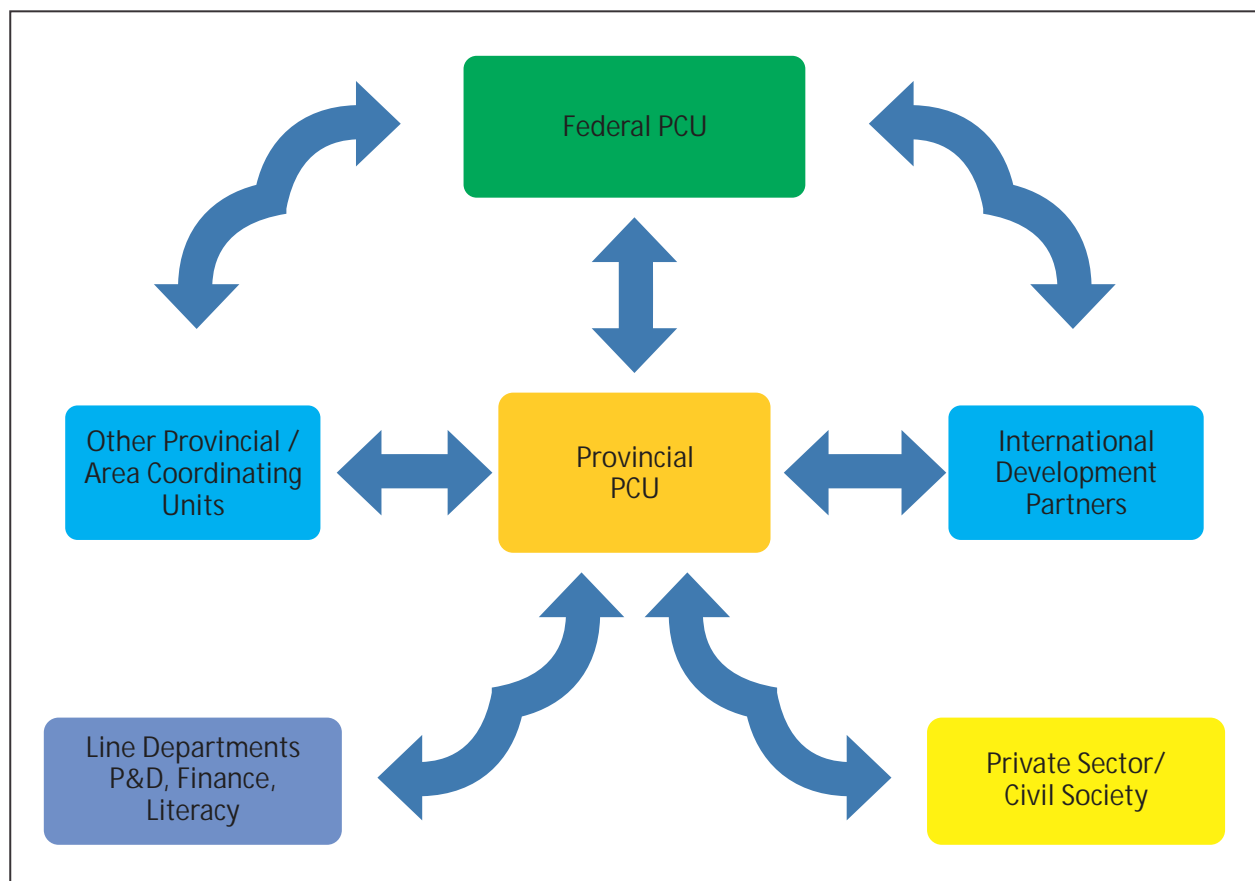 Federal PCU
Other Provincial /
Area Coordinating
Units
Provincial
PCU
International
Development
Partners
Line Departments
P&D, Finance,
Literacy
Private Sector/
Civil Society